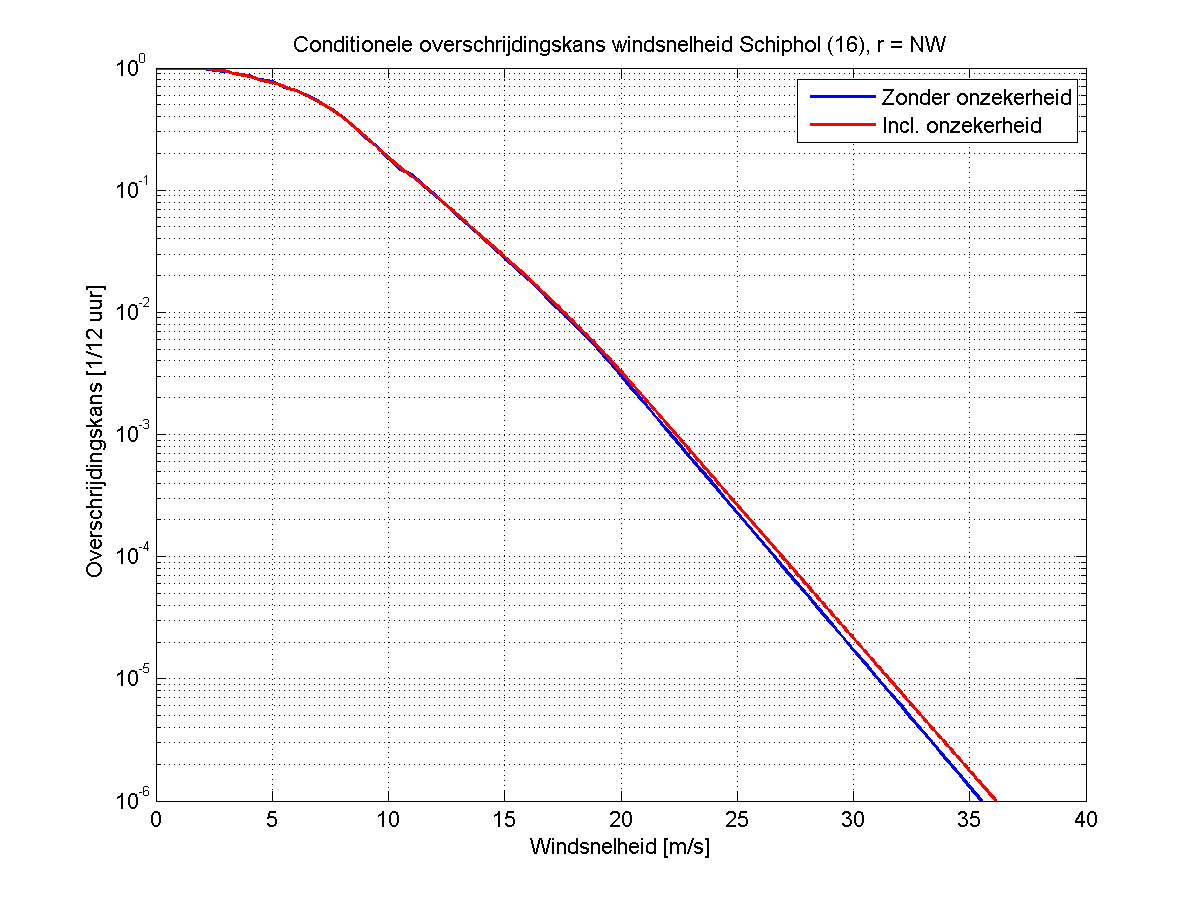 Conditionele overschrijdingskans windsnelheid Schiphol (16), r = NW
Zonder onzekerheid
Incl. onzekerheid
Overschrijdingskans [1/12 uur]
10^0
10^-1
10^-2
10^-3
10^-4
10^-5
10^-6
0 5 10 15 20 25 30 35 40
Windsnelheid [m/s]